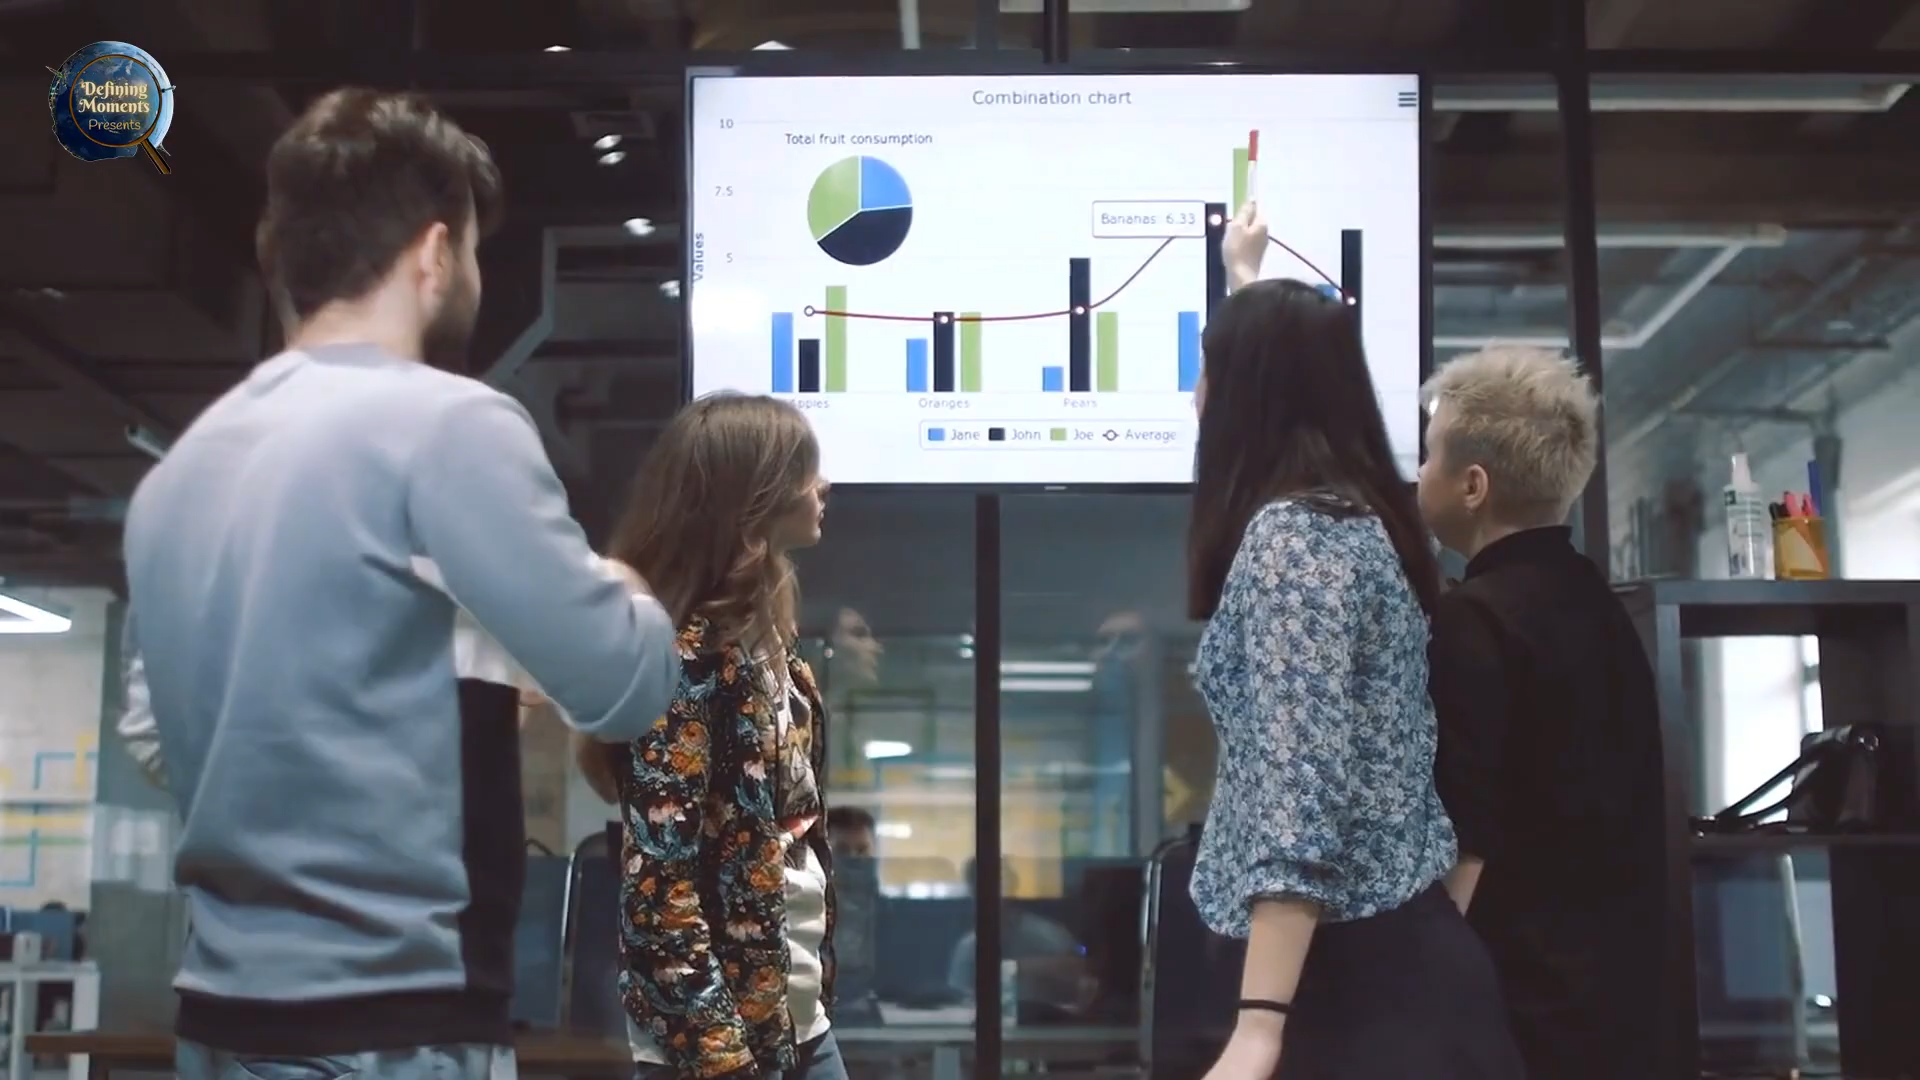 Defining
Moments
Presents
Combination chart
10
Total fruit consumption
7.5
Bananas: 6.33
Values
5
Apples
Oranges
Pears
Jane
John
Joe
Average